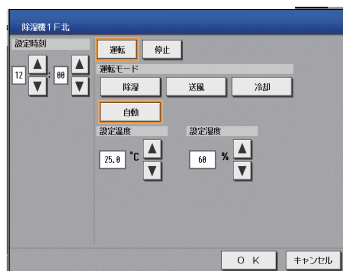 除湿機1F北
設定時刻
運転 停止
12 : 00
運転モード
除湿 送風 冷却
自動
設定温度 設定湿度
25.0 ℃ 60 %
OK キャンセル